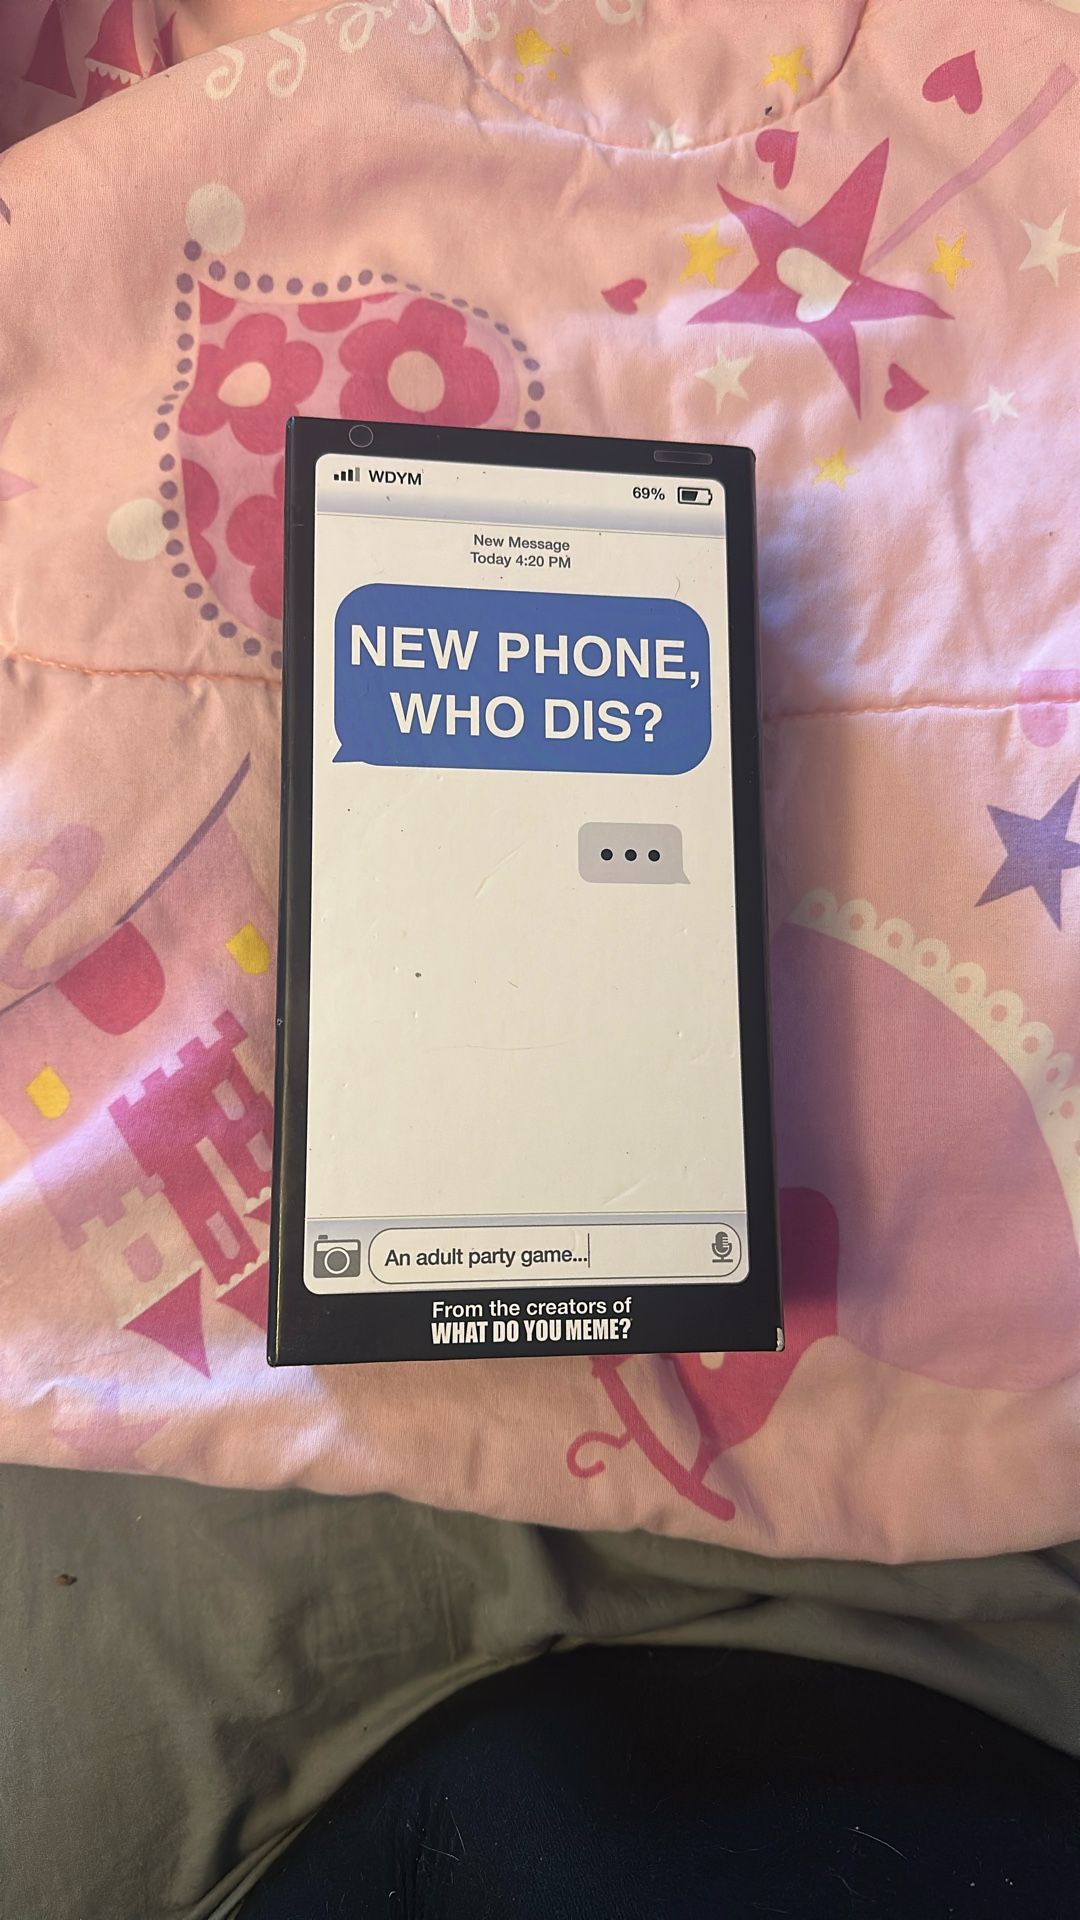 WDYM
69%
New Message
Today 4:20 PM
NEW PHONE,
WHO DIS?
An adult party game...
From the creators of
WHAT DO YOU MEME?